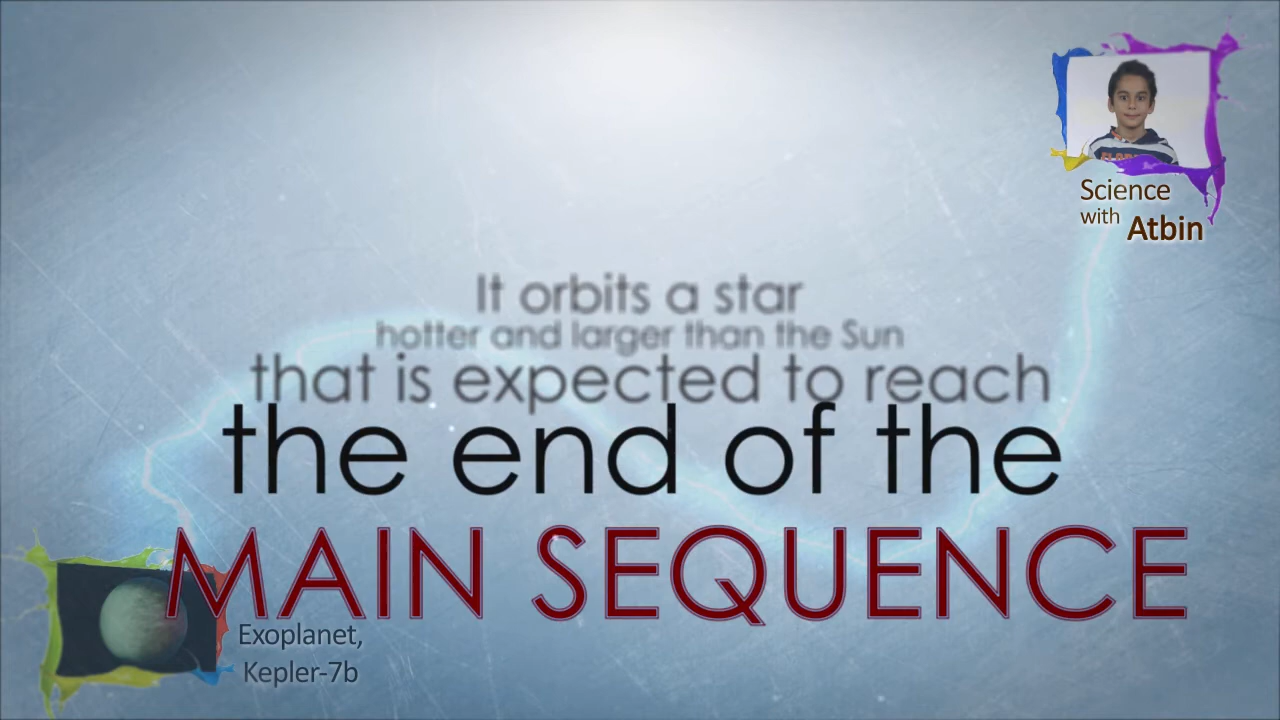 Science
with Atbin
It orbits a star
hotter and larger than the Sun
that is expected to reach
the end of the
MAIN SEQUENCE
Exoplanet,
Kepler-7b